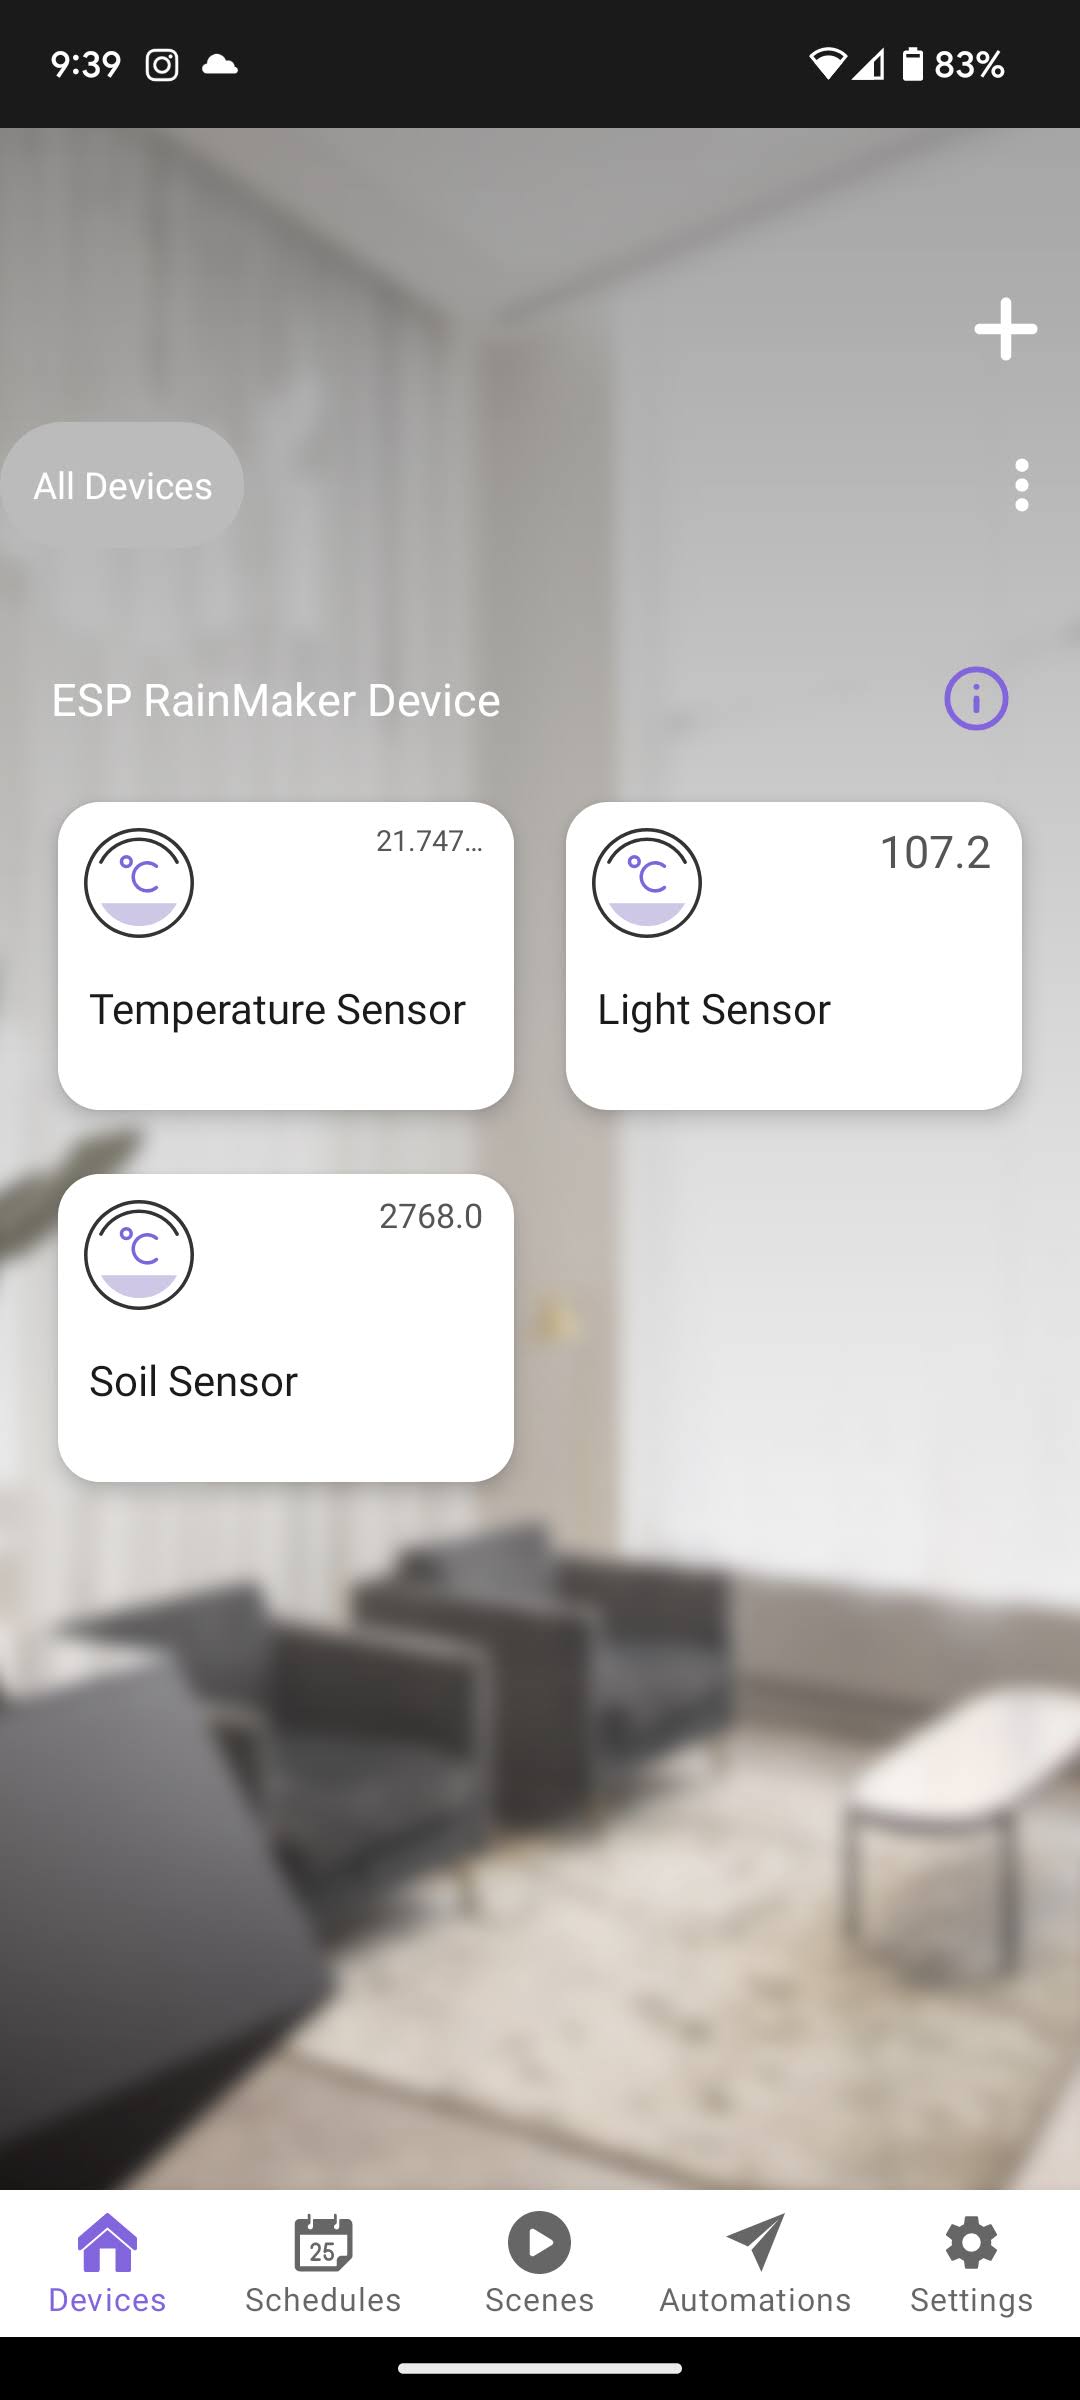 9:39
83%
All Devices
ESP RainMaker Device
°C
21.747...
Temperature Sensor
°C
107.2
Light Sensor
°C
2768.0
Soil Sensor
25
Devices
Schedules
Scenes
Automations
Settings